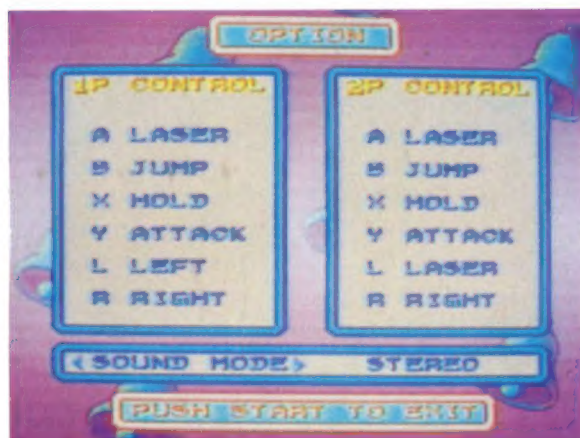 OPTION
1P CONTROL
A LASER
B JUMP
X HOLD
Y ATTACK
L LEFT
R RIGHT
2P CONTROL
A LASER
B JUMP
X HOLD
Y ATTACK
L LASER
R RIGHT
SOUND MODE STEREO
PUSH START TO EXIT